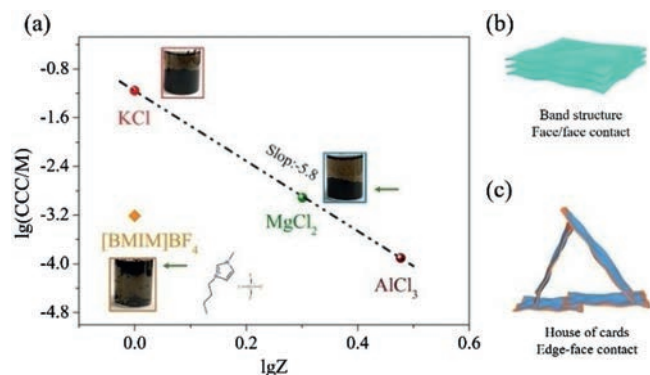 (a)
-0.8
-1.6
-2.4
-3.2
-4.0
-4.8
lg(CCC/M)
KCl
Slop:-5.8
MgCl2
[BMIM]BF4
AlCl3
0.0 0.2 0.4 0.6
lgZ
(b)
Band structure
Face/face contact
(c)
House of cards
Edge-face contact